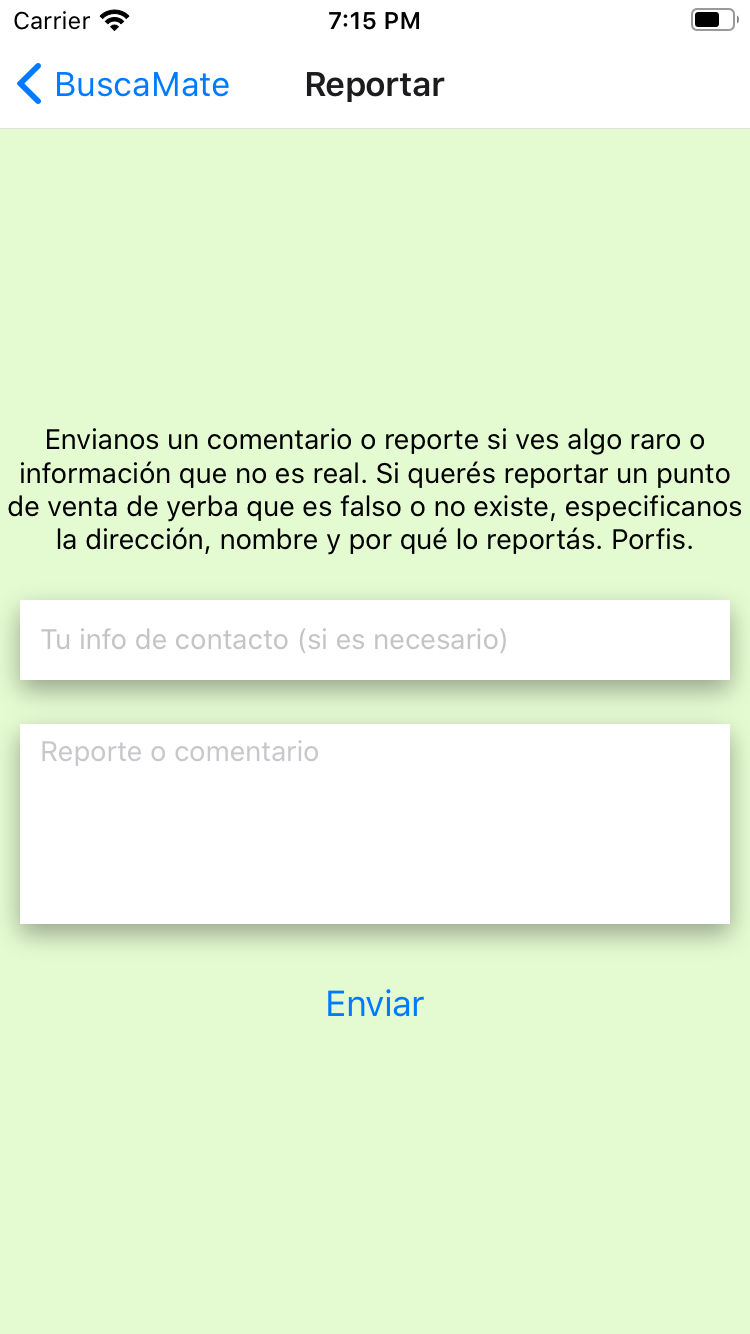 Carrier 7:15 PM
BuscaMate Reportar
Envianos un comentario o reporte si ves algo raro o
información que no es real. Si querés reportar un punto
de venta de yerba que es falso o no existe, especificanos
la dirección, nombre y por qué lo reportás. Porfis.
Tu info de contacto (si es necesario)
Reporte o comentario
Enviar